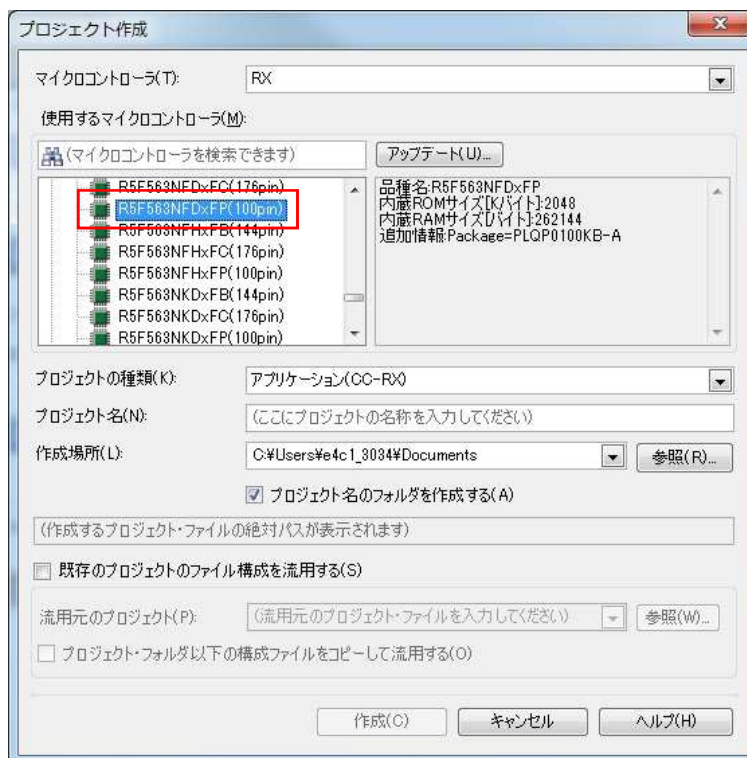 プロジェクト作成
マイクロコントローラ(T):
RX
使用するマイクロコントローラ(M):
(マイクロコントローラを検索できます)
アップデート(U)...
R5F563NFDxFC(176pin)
R5F563NFDxFP(100pin)
R5F563NFHxFB(144pin)
R5F563NFHxFC(176pin)
R5F563NFHxFP(100pin)
R5F563NKDxFB(144pin)
R5F563NKDxFC(176pin)
R5F563NKDxFP(100pin)
品種名:R5F563NFDxFP
内蔵ROMサイズ[Kバイト]:2048
内蔵RAMサイズ[バイト]:262144
追加情報:Package=PLQP0100KB-A
プロジェクトの種類(K):
アプリケーション(CC-RX)
プロジェクト名(N):
(ここにプロジェクトの名称を入力してください)
作成場所(L):
C:¥Users¥e4c1_3034¥Documents
参照(R)...
プロジェクト名のフォルダを作成する(A)
(作成するプロジェクト・ファイルの絶対パスが表示されます)
既存のプロジェクトのファイル構成を流用する(S)
流用元のプロジェクト(P):
(流用元のプロジェクト・ファイルを入力してください)
参照(W)...
プロジェクト・フォルダ以下の構成ファイルをコピーして流用する(O)
作成(C)
キャンセル
ヘルプ(H)